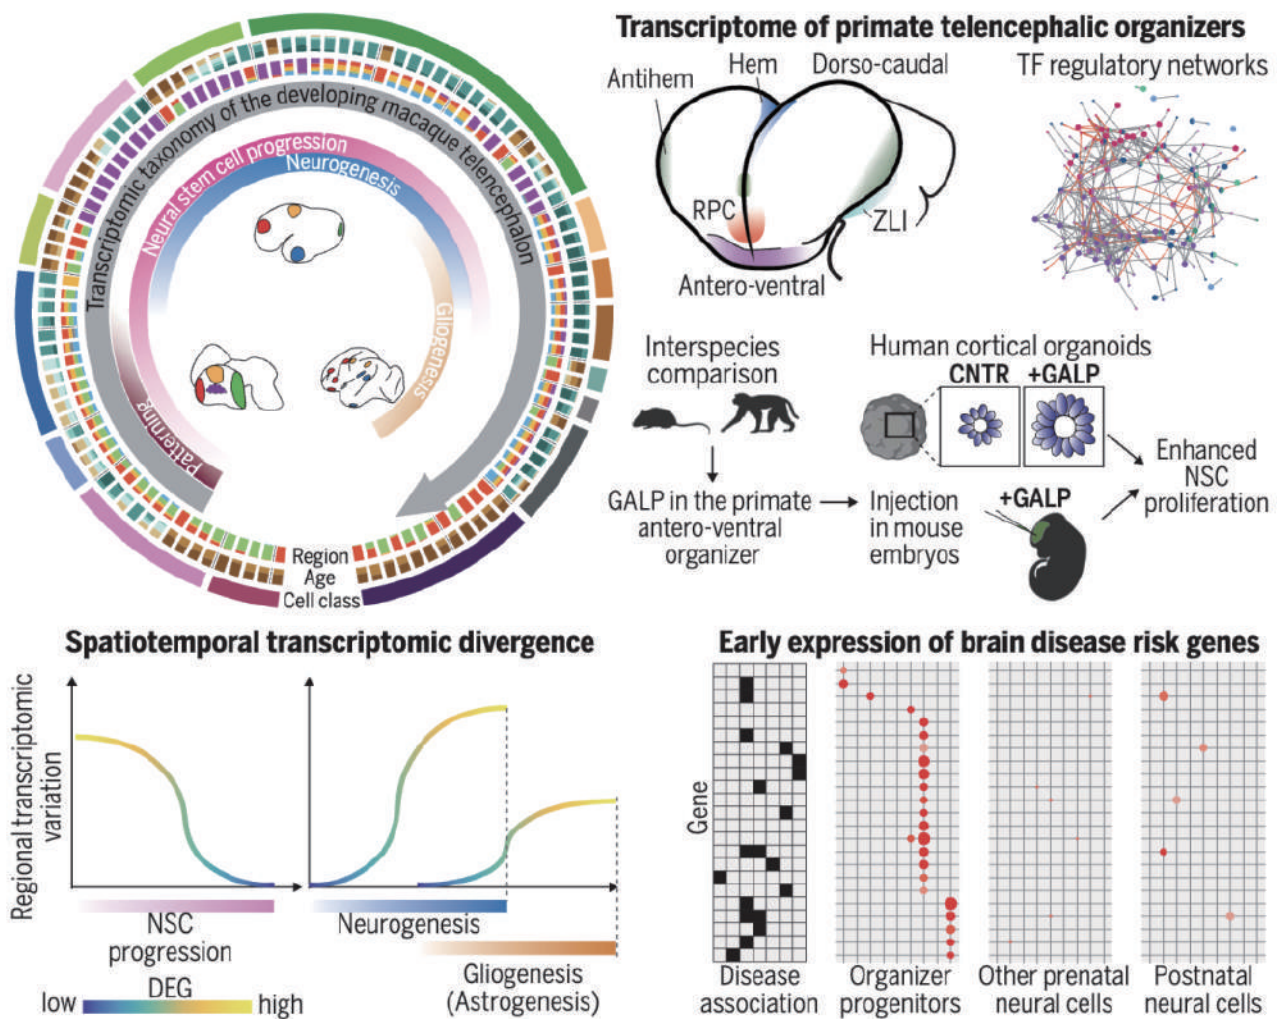 Transcriptomic taxonomy of the developing macaque telencephalon
Neural stem cell progression
Neurogenesis
Gliogenesis
Patterning
Region
Age
Cell class
Transcriptome of primate telencephalic organizers
Antihem
Hem
Dorso-caudal
RPC
ZLI
Antero-ventral
TF regulatory networks
Interspecies
comparison
GALP in the primate
antero-ventral
organizer
Human cortical organoids
CNTR
+GALP
Injection
in mouse
embryos
+GALP
Enhanced
NSC
proliferation
Spatiotemporal transcriptomic divergence
Regional transcriptomic
variation
NSC
progression
Neurogenesis
Gliogenesis
(Astrogenesis)
DEG
low
high
Early expression of brain disease risk genes
Gene
Disease
association
Organizer
progenitors
Other prenatal
neural cells
Postnatal
neural cells